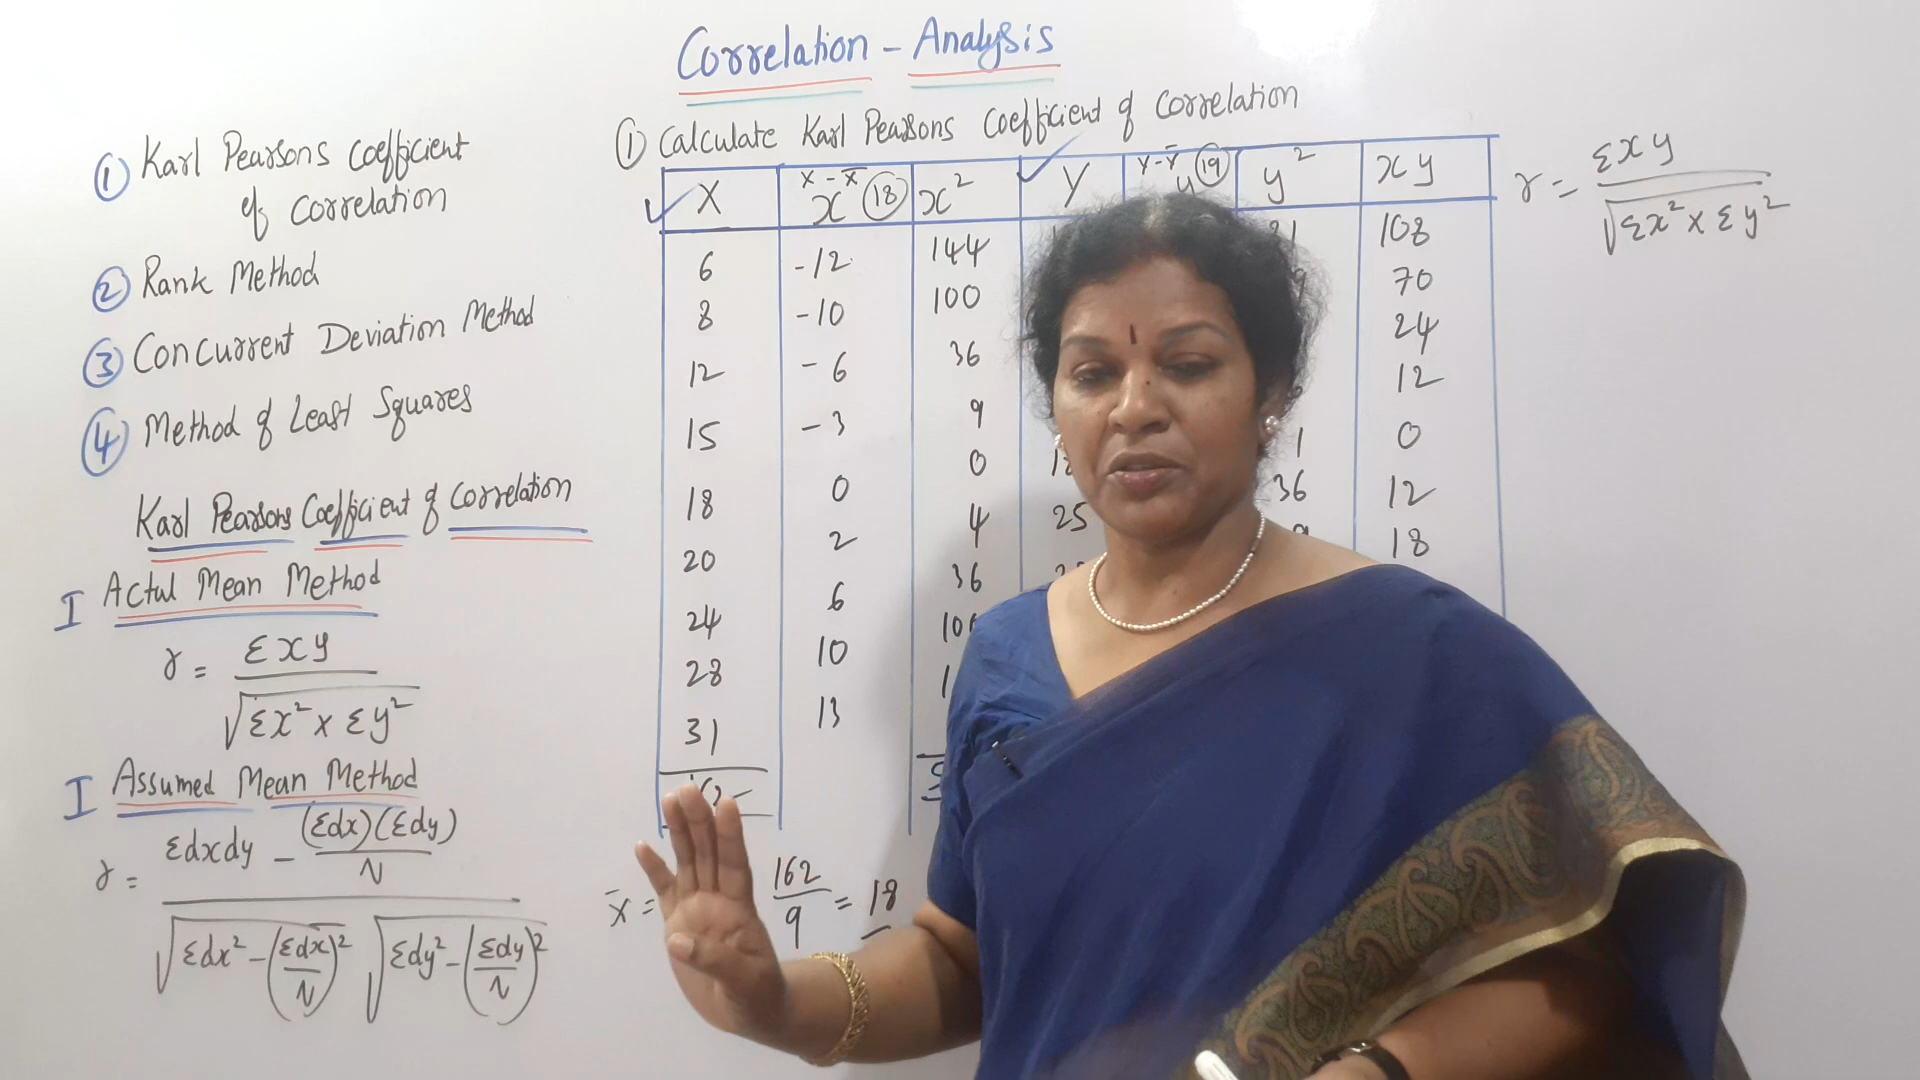 Correlation - Analysis
① Karl Pearsons Coefficient
of Correlation
② Rank Method
③ Concurrent Deviation Method
④ Method of Least Squares
Karl Pearsons Coefficient of Correlation
I Actul Mean Method
r = Σxy / √Σx² x Σy²
I Assumed Mean Method
r = Σdxdy - (Σdx)(Σdy)/N / √Σdx² - (Σdx/N)² √Σdy² - (Σdy/N)²
① Calculate Karl Pearsons Coefficient of Correlation
X x - x̄ x ⑱ x² Y Y - Ȳ y ⑲ y² xy
6 -12 144 108
8 -10 100 70
12 -6 36 24
15 -3 9 12
18 0 0 1 0
20 2 4 25 36 12
24 6 36 18
28 10
31 13
x̄ = 162/9 = 18
r = Σxy / √Σx² x Σy²